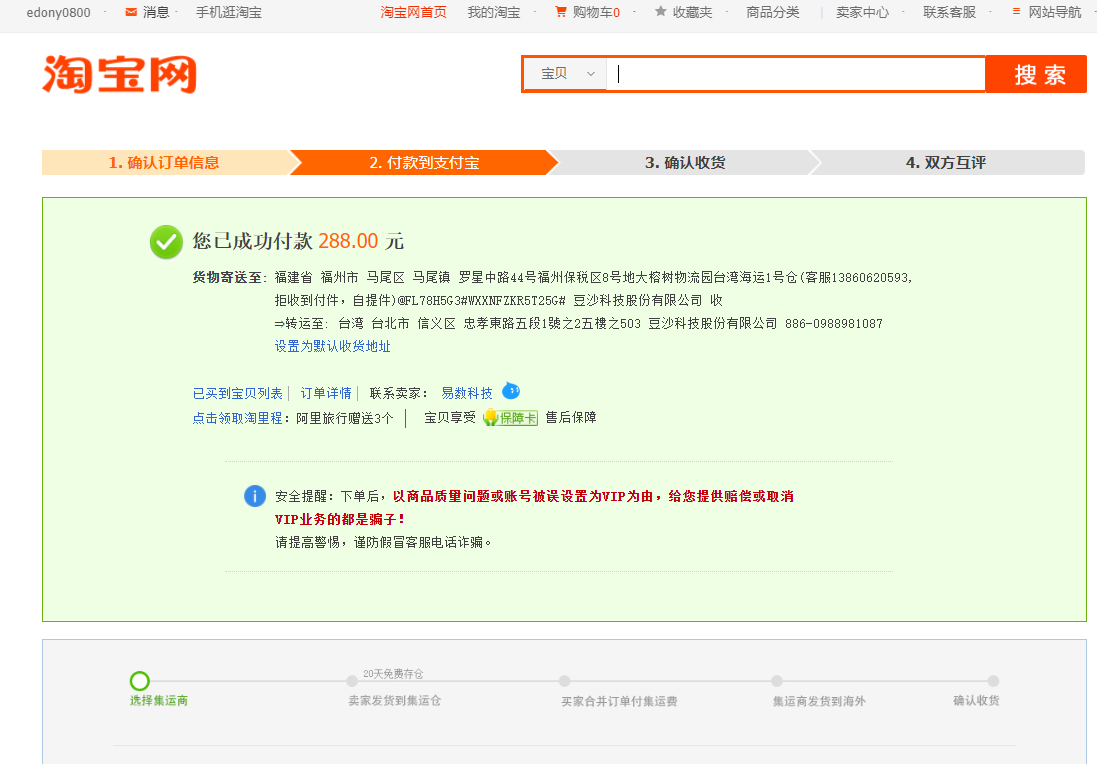 edony0800 消息 手机逛淘宝 淘宝网首页 我的淘宝 购物车0 收藏夹 商品分类 卖家中心 联系客服 网站导航
淘宝网
宝贝 搜索
1. 确认订单信息 2. 付款到支付宝 3. 确认收货 4. 双方互评
您已成功付款 288.00 元
货物寄送至: 福建省 福州市 马尾区 马尾镇 罗星中路44号福州保税区8号地大榕树物流园台湾海运1号仓(客服13860620593,
拒收到付件，自提件)@FL78H5G3#WXXNFZKR5T25G# 豆沙科技股份有限公司 收
⇒转运至: 台湾 台北市 信义区 忠孝東路五段1號之2五樓之503 豆沙科技股份有限公司 886-0988981087
设置为默认收货地址
已买到宝贝列表| 订单详情| 联系卖家: 易数科技
点击领取淘里程: 阿里旅行赠送3个 | 宝贝享受 保障卡 售后保障
安全提醒: 下单后，以商品质量问题或账号被误设置为VIP为由，给您提供赔偿或取消
VIP业务的都是骗子!
请提高警惕，谨防假冒客服电话诈骗。
20天免费存仓
选择集运商 卖家发货到集运仓 买家合并订单付集运费 集运商发货到海外 确认收货